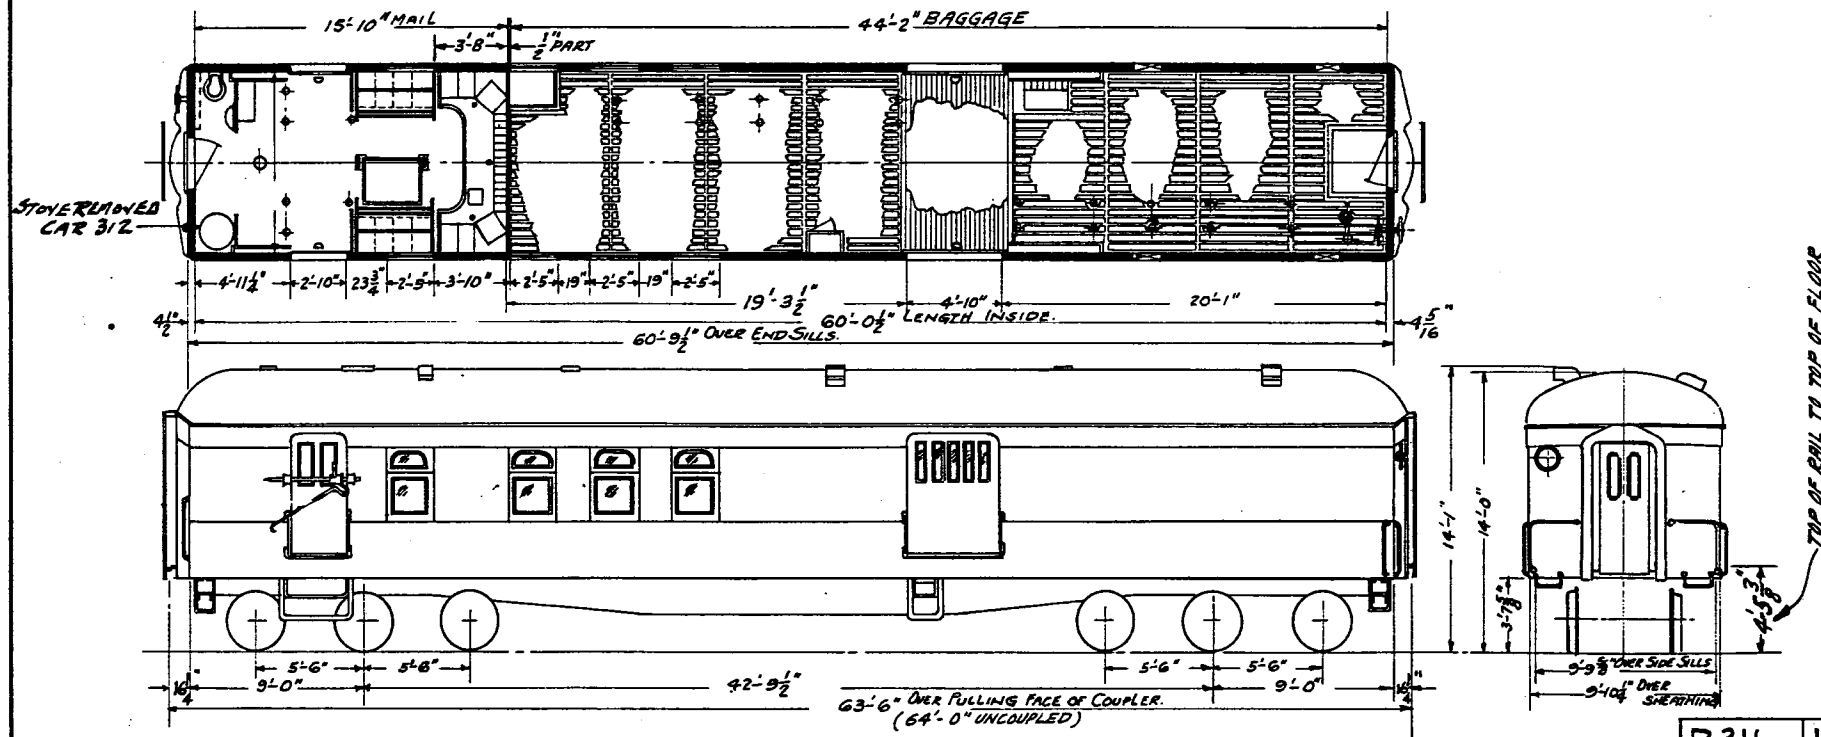 15'-10" MAIL
44'-2" BAGGAGE
3'-8"
1/2" PART
STOVE REMOVED
CAR 312
4'-11 1/4"
2'-10"
23 3/4"
2'-5"
3'-10"
2'-5"
19"
2'-5"
19"
2'-5"
19'-3 1/2"
4'-10"
20'-1"
4 1/2"
60'-0 1/2" LENGTH INSIDE.
4 5/16"
60'-9 1/2" OVER END SILLS.
TOP OF RAIL TO TOP OF FLOOR
14'-1"
14'-0"
3'-7 5/8"
4'-5 3/8"
5'-6"
5'-6"
5'-6"
5'-6"
16 1/4"
9'-0"
42'-9 1/2"
9'-0"
16 1/4"
9'-9 5/8" OVER SIDE SILLS
63'-6" OVER PULLING FACE OF COUPLER.
9'-10 1/4" OVER
SHEATHING
(64'-0" UNCOUPLED)